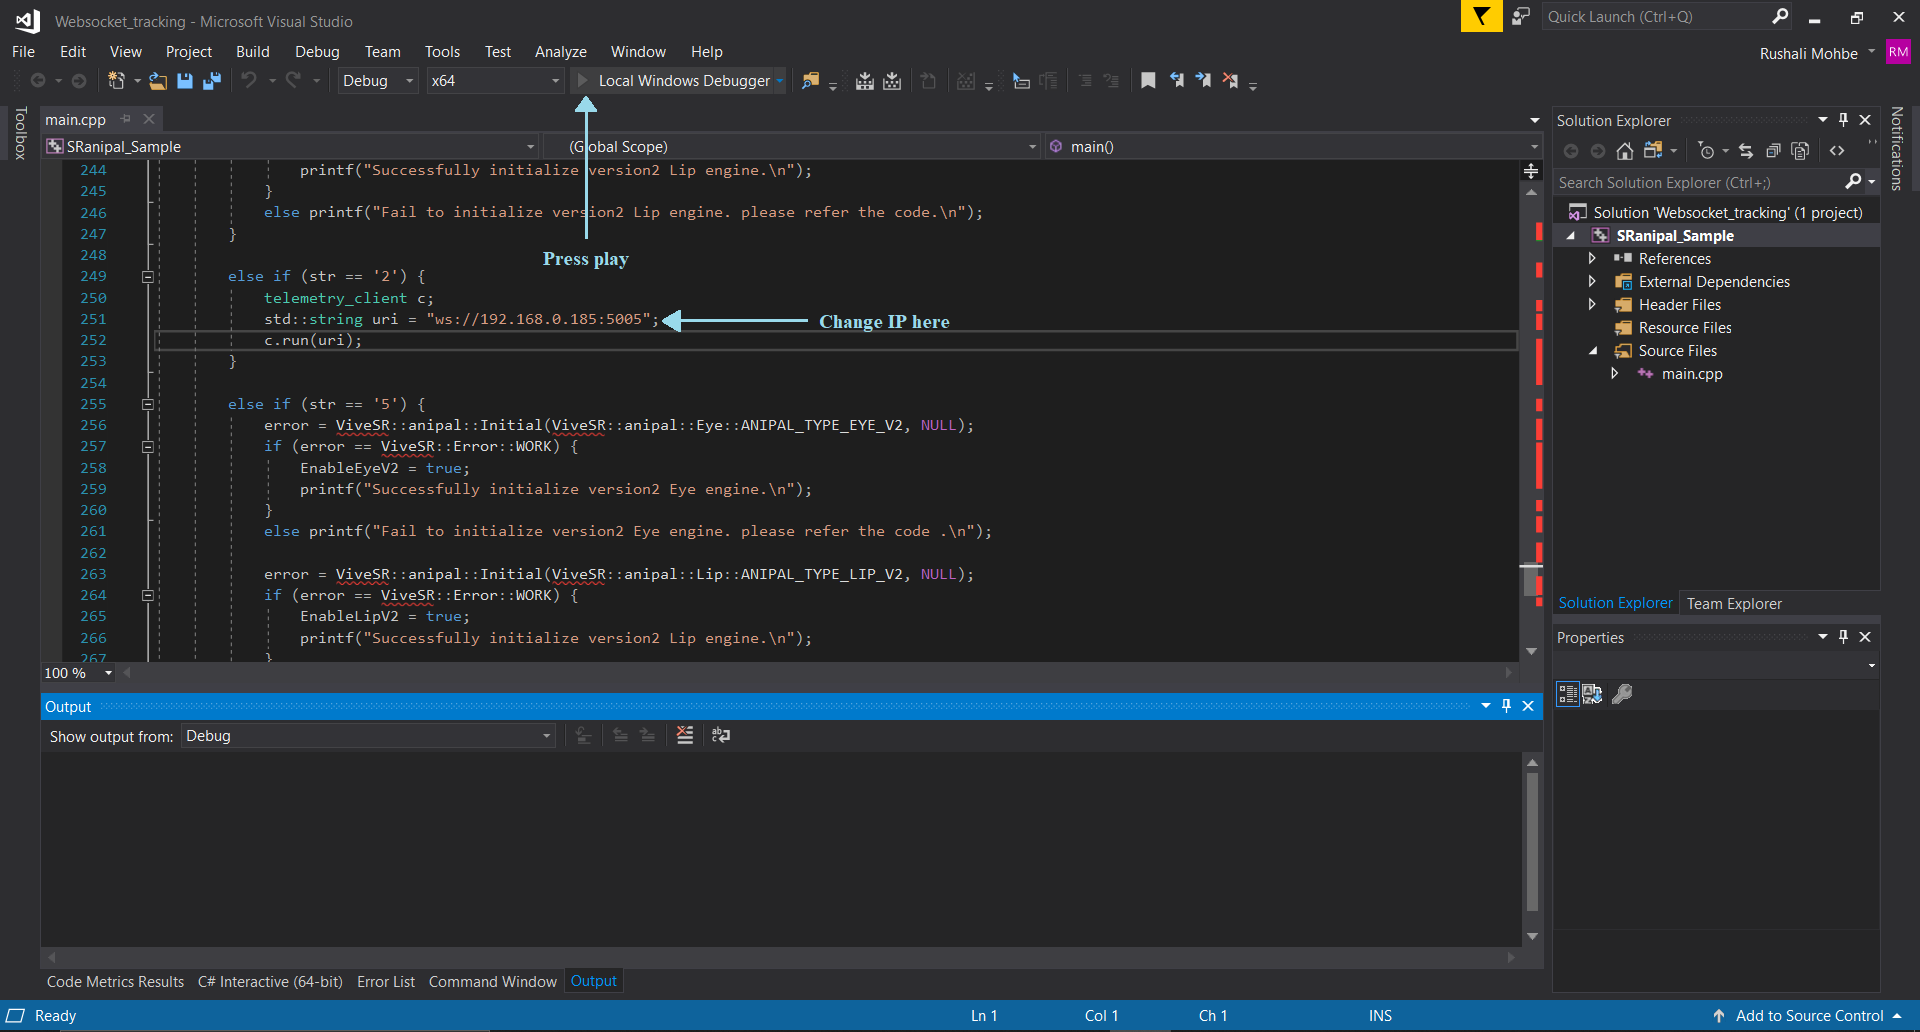 Websocket_tracking - Microsoft Visual Studio
Quick Launch (Ctrl+Q)
File Edit View Project Build Debug Team Tools Test Analyze Window Help
Rushali Mohbe RM
Debug x64 Local Windows Debugger
Toolbox
main.cpp
SRanipal_Sample (Global Scope) main()
244 printf("Successfully initialize version2 Lip engine.\n");
245 }
246 else printf("Fail to initialize version2 Lip engine. please refer the code.\n");
247 }
248
Press play
249 else if (str == '2') {
250 telemetry_client c;
251 std::string uri = "ws://192.168.0.185:5005"; Change IP here
252 c.run(uri);
253 }
254
255 else if (str == '5') {
256 error = ViveSR::anipal::Initial(ViveSR::anipal::Eye::ANIPAL_TYPE_EYE_V2, NULL);
257 if (error == ViveSR::Error::WORK) {
258 EnableEyeV2 = true;
259 printf("Successfully initialize version2 Eye engine.\n");
260 }
261 else printf("Fail to initialize version2 Eye engine. please refer the code .\n");
262
263 error = ViveSR::anipal::Initial(ViveSR::anipal::Lip::ANIPAL_TYPE_LIP_V2, NULL);
264 if (error == ViveSR::Error::WORK) {
265 EnableLipV2 = true;
266 printf("Successfully initialize version2 Lip engine.\n");
267 }
100 %
Output
Show output from: Debug
Code Metrics Results C# Interactive (64-bit) Error List Command Window Output
Solution Explorer
Search Solution Explorer (Ctrl+;)
Solution 'Websocket_tracking' (1 project)
SRanipal_Sample
References
External Dependencies
Header Files
Resource Files
Source Files
main.cpp
Solution Explorer Team Explorer
Properties
Notifications
Ready Ln 1 Col 1 Ch 1 INS Add to Source Control